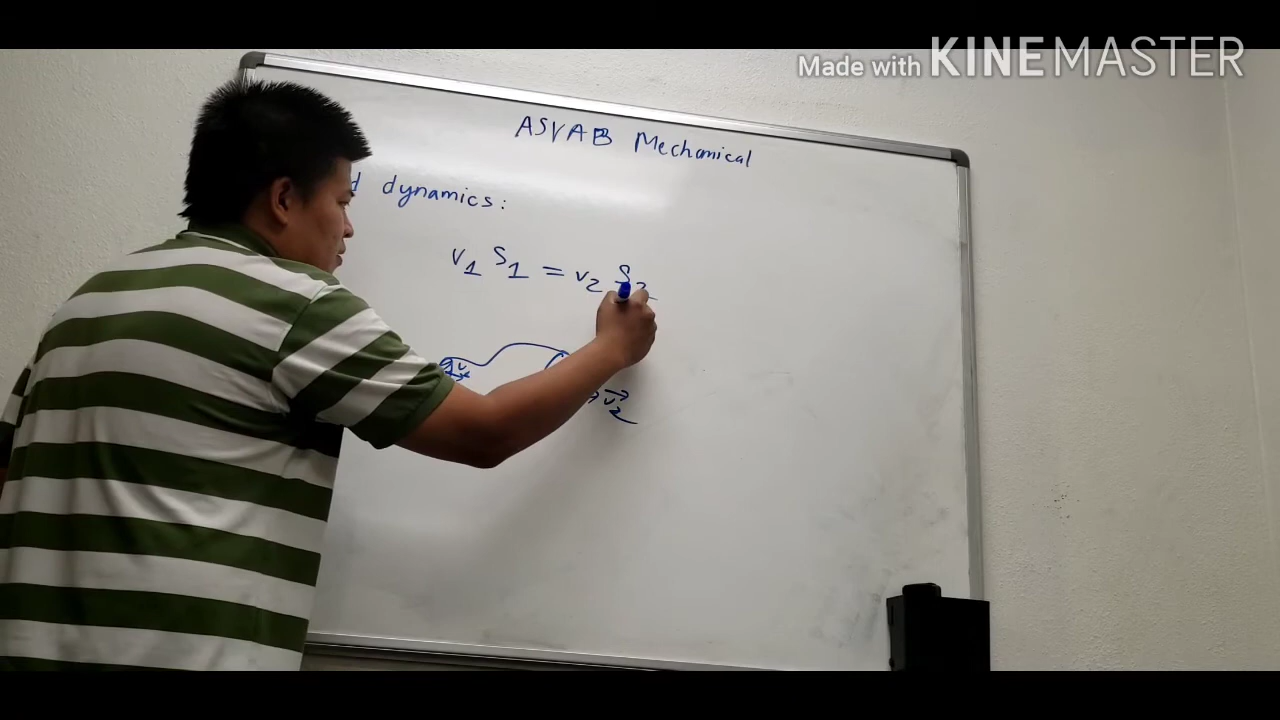 Made with KINEMASTER
ASVAB Mechanical
d dynamics:
v1 S1 = v2 S2
v2